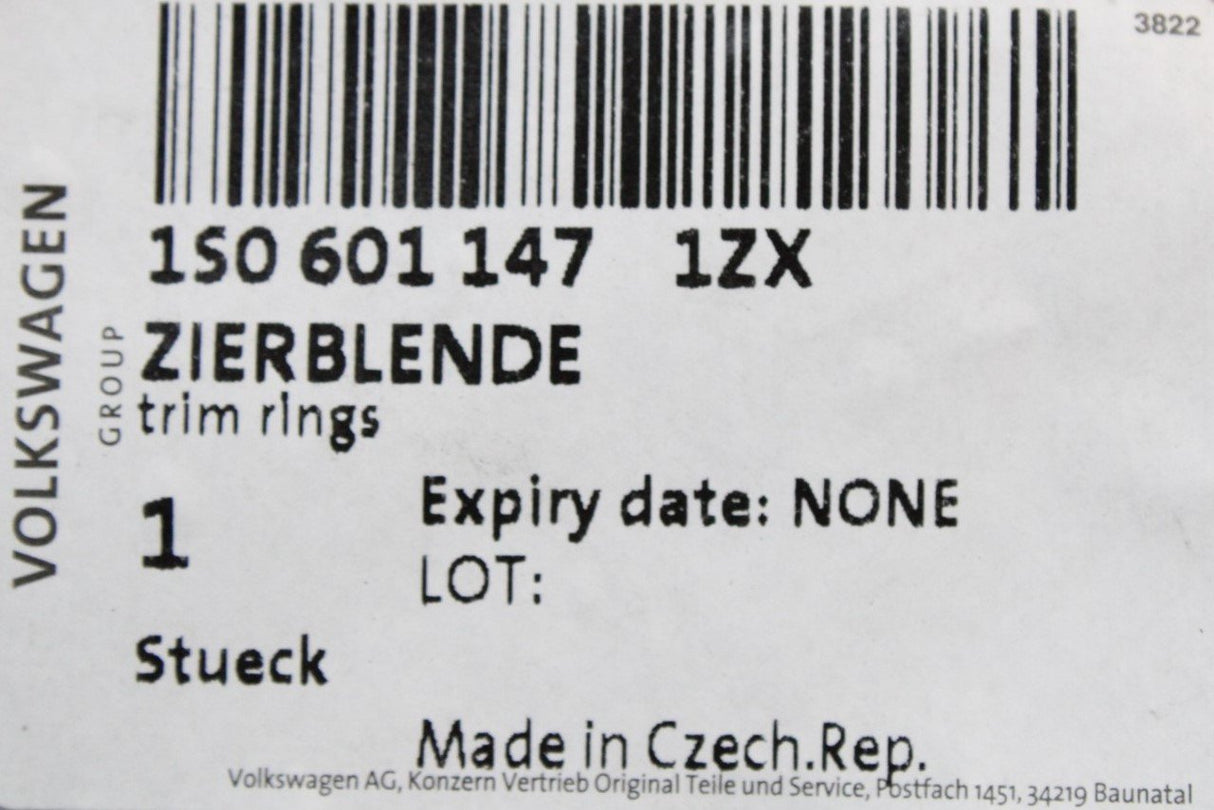 3822
VOLKSWAGEN
GROUP
1S0 601 147 1ZX
ZIERBLENDE
trim rings
1
Expiry date: NONE
LOT:
Stueck
Made in Czech.Rep.
Volkswagen AG, Konzern Vertrieb Original Teile und Service, Postfach 1451, 34219 Baunatal